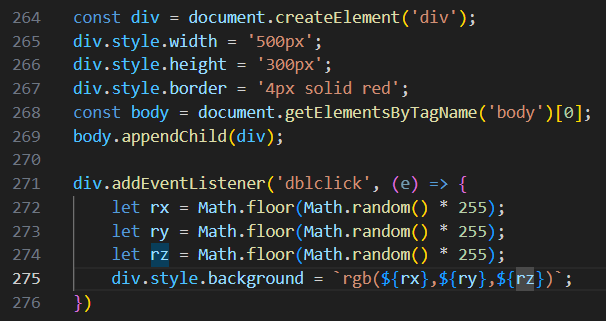 264 const div = document.createElement('div');
265 div.style.width = '500px';
266 div.style.height = '300px';
267 div.style.border = '4px solid red';
268 const body = document.getElementsByTagName('body')[0];
269 body.appendChild(div);
270
271 div.addEventListener('dblclick', (e) => {
272     let rx = Math.floor(Math.random() * 255);
273     let ry = Math.floor(Math.random() * 255);
274     let rz = Math.floor(Math.random() * 255);
275     div.style.background = `rgb(${rx},${ry},${rz})`;
276 })